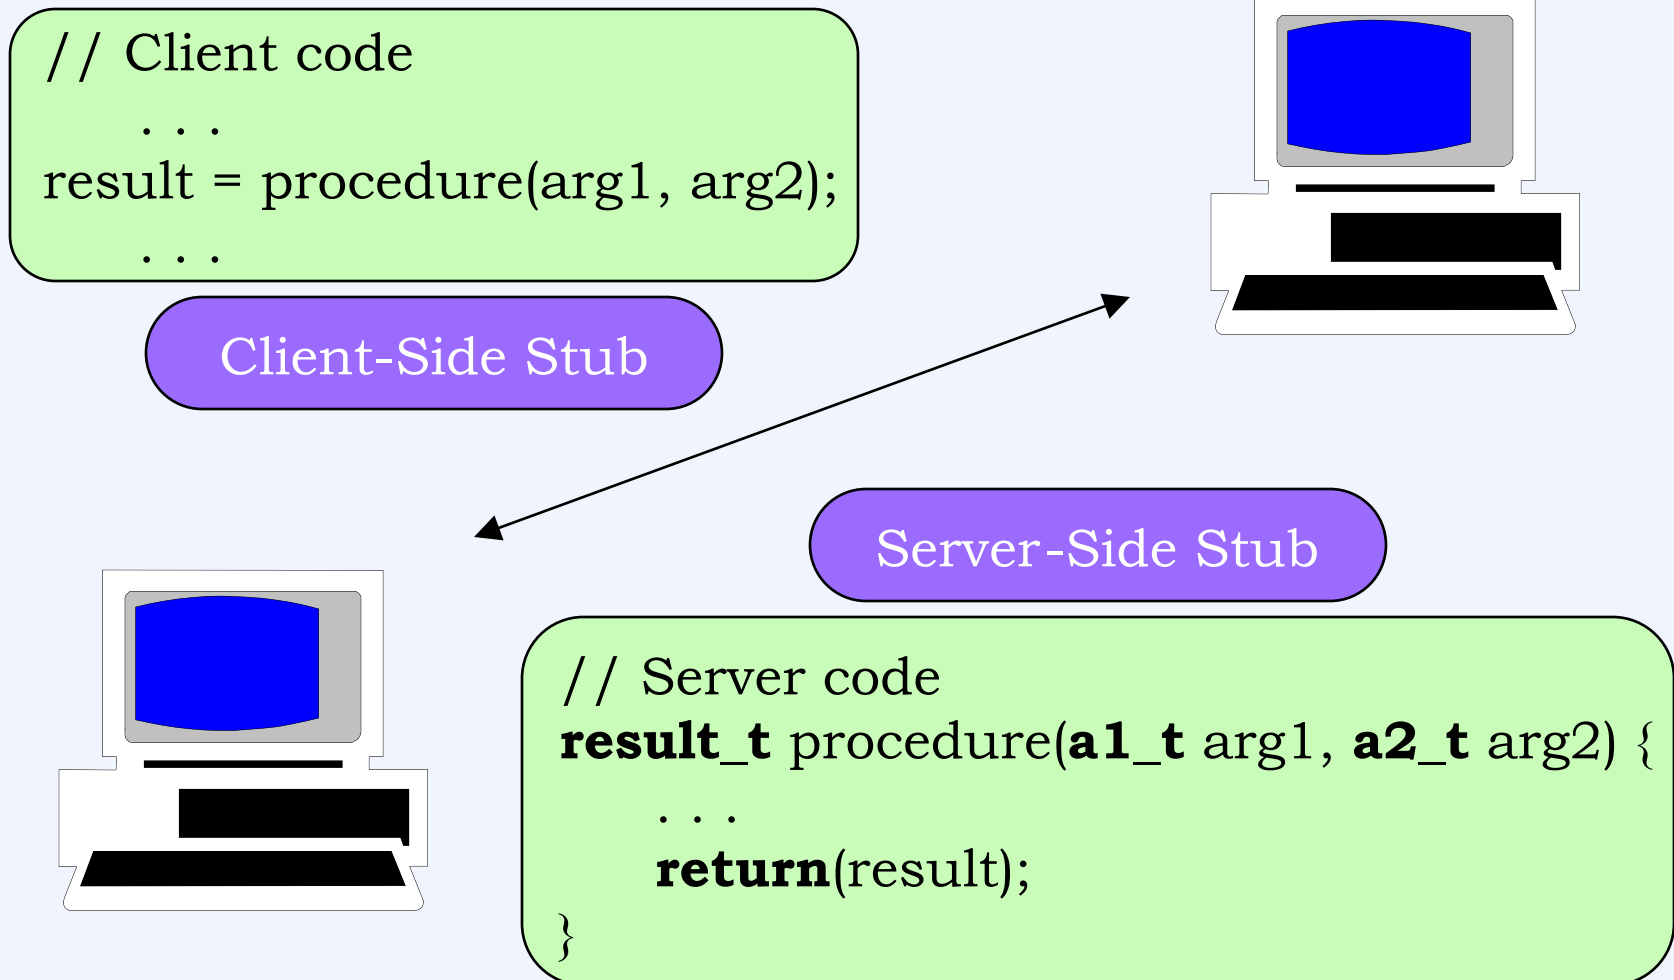 // Client code
. . .
result = procedure(arg1, arg2);
. . .
Client-Side Stub
Server-Side Stub
// Server code
result_t procedure(a1_t arg1, a2_t arg2) {
. . .
return(result);
}